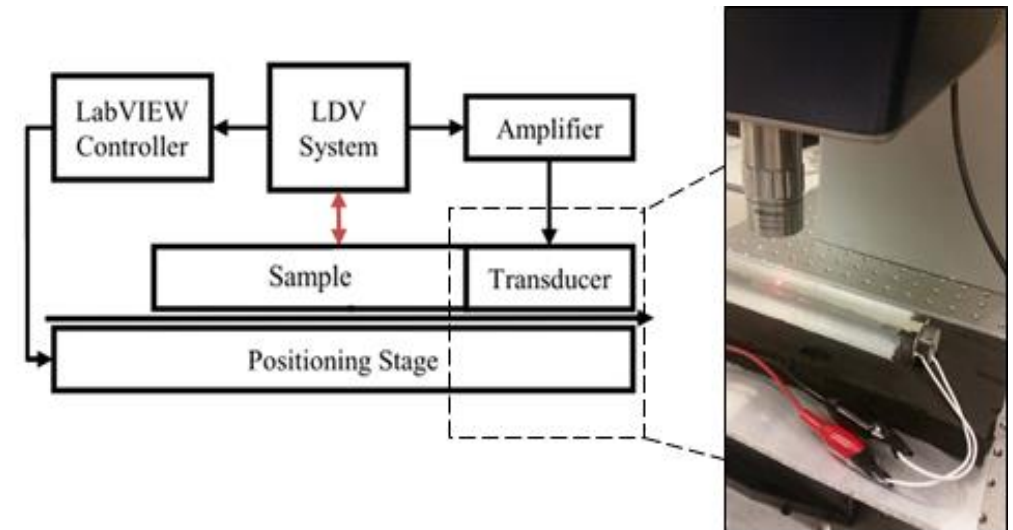 LabVIEW
Controller
LDV
System
Amplifier
Sample
Transducer
Positioning Stage